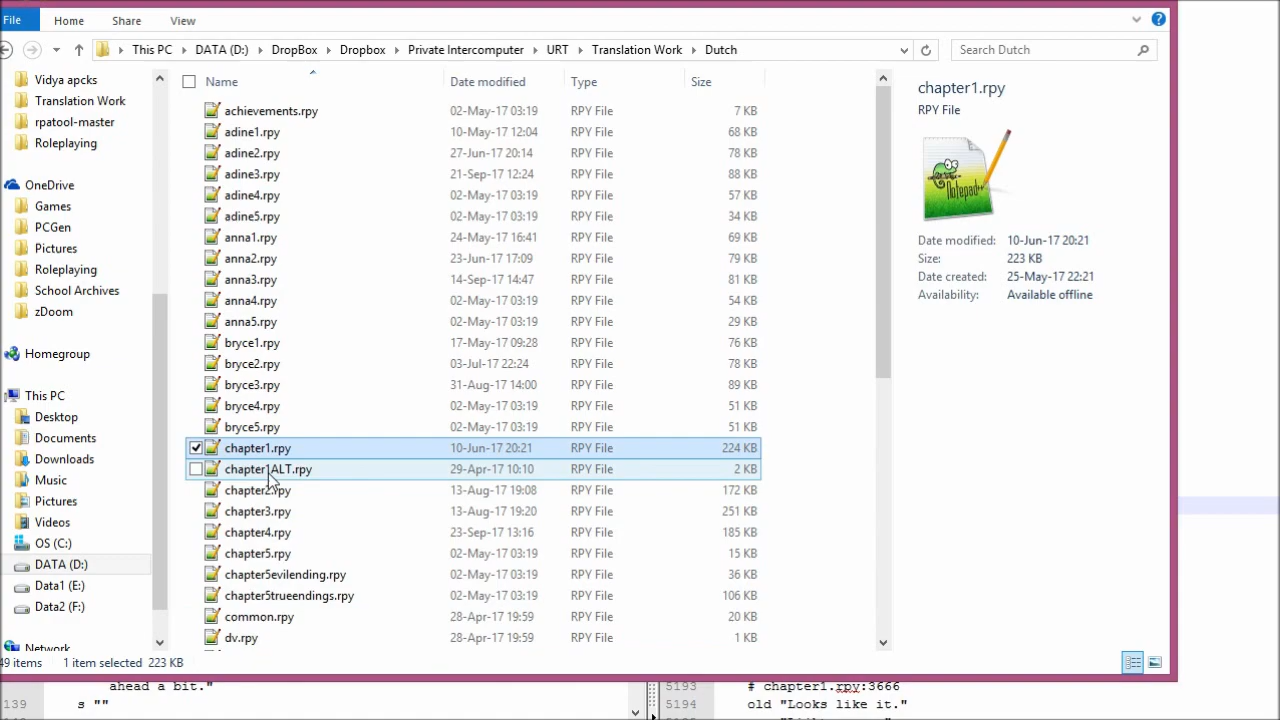 File Home Share View
This PC DATA (D:) DropBox Dropbox Private Intercomputer URT Translation Work Dutch Search Dutch
Vidya apcks
Translation Work
rpatool-master
Roleplaying
OneDrive
Games
PCGen
Pictures
Roleplaying
School Archives
zDoom
Homegroup
This PC
Desktop
Documents
Downloads
Music
Pictures
Videos
OS (C:)
DATA (D:)
Data1 (E:)
Data2 (F:)
Network
Name Date modified Type Size
achievements.rpy 02-May-17 03:19 RPY File 7 KB
adine1.rpy 10-May-17 12:04 RPY File 68 KB
adine2.rpy 27-Jun-17 20:14 RPY File 78 KB
adine3.rpy 21-Sep-17 12:24 RPY File 88 KB
adine4.rpy 02-May-17 03:19 RPY File 57 KB
adine5.rpy 02-May-17 03:19 RPY File 34 KB
anna1.rpy 24-May-17 16:41 RPY File 69 KB
anna2.rpy 23-Jun-17 17:09 RPY File 79 KB
anna3.rpy 14-Sep-17 14:47 RPY File 81 KB
anna4.rpy 02-May-17 03:19 RPY File 54 KB
anna5.rpy 02-May-17 03:19 RPY File 29 KB
bryce1.rpy 17-May-17 09:28 RPY File 76 KB
bryce2.rpy 03-Jul-17 22:24 RPY File 78 KB
bryce3.rpy 31-Aug-17 14:00 RPY File 89 KB
bryce4.rpy 02-May-17 03:19 RPY File 51 KB
bryce5.rpy 02-May-17 03:19 RPY File 51 KB
chapter1.rpy 10-Jun-17 20:21 RPY File 224 KB
chapter1ALT.rpy 29-Apr-17 10:10 RPY File 2 KB
chapter2.rpy 13-Aug-17 19:08 RPY File 172 KB
chapter3.rpy 13-Aug-17 19:20 RPY File 251 KB
chapter4.rpy 23-Sep-17 13:16 RPY File 185 KB
chapter5.rpy 02-May-17 03:19 RPY File 15 KB
chapter5evilending.rpy 02-May-17 03:19 RPY File 36 KB
chapter5trueendings.rpy 02-May-17 03:19 RPY File 106 KB
common.rpy 28-Apr-17 19:59 RPY File 20 KB
dv.rpy 28-Apr-17 19:59 RPY File 1 KB
chapter1.rpy
RPY File
Notepad++
Date modified: 10-Jun-17 20:21
Size: 223 KB
Date created: 25-May-17 22:21
Availability: Available offline
49 items 1 item selected 223 KB
ahead a bit."
139 s ""
5193 # chapter1.rpy:3666
5194 old "Looks like it."